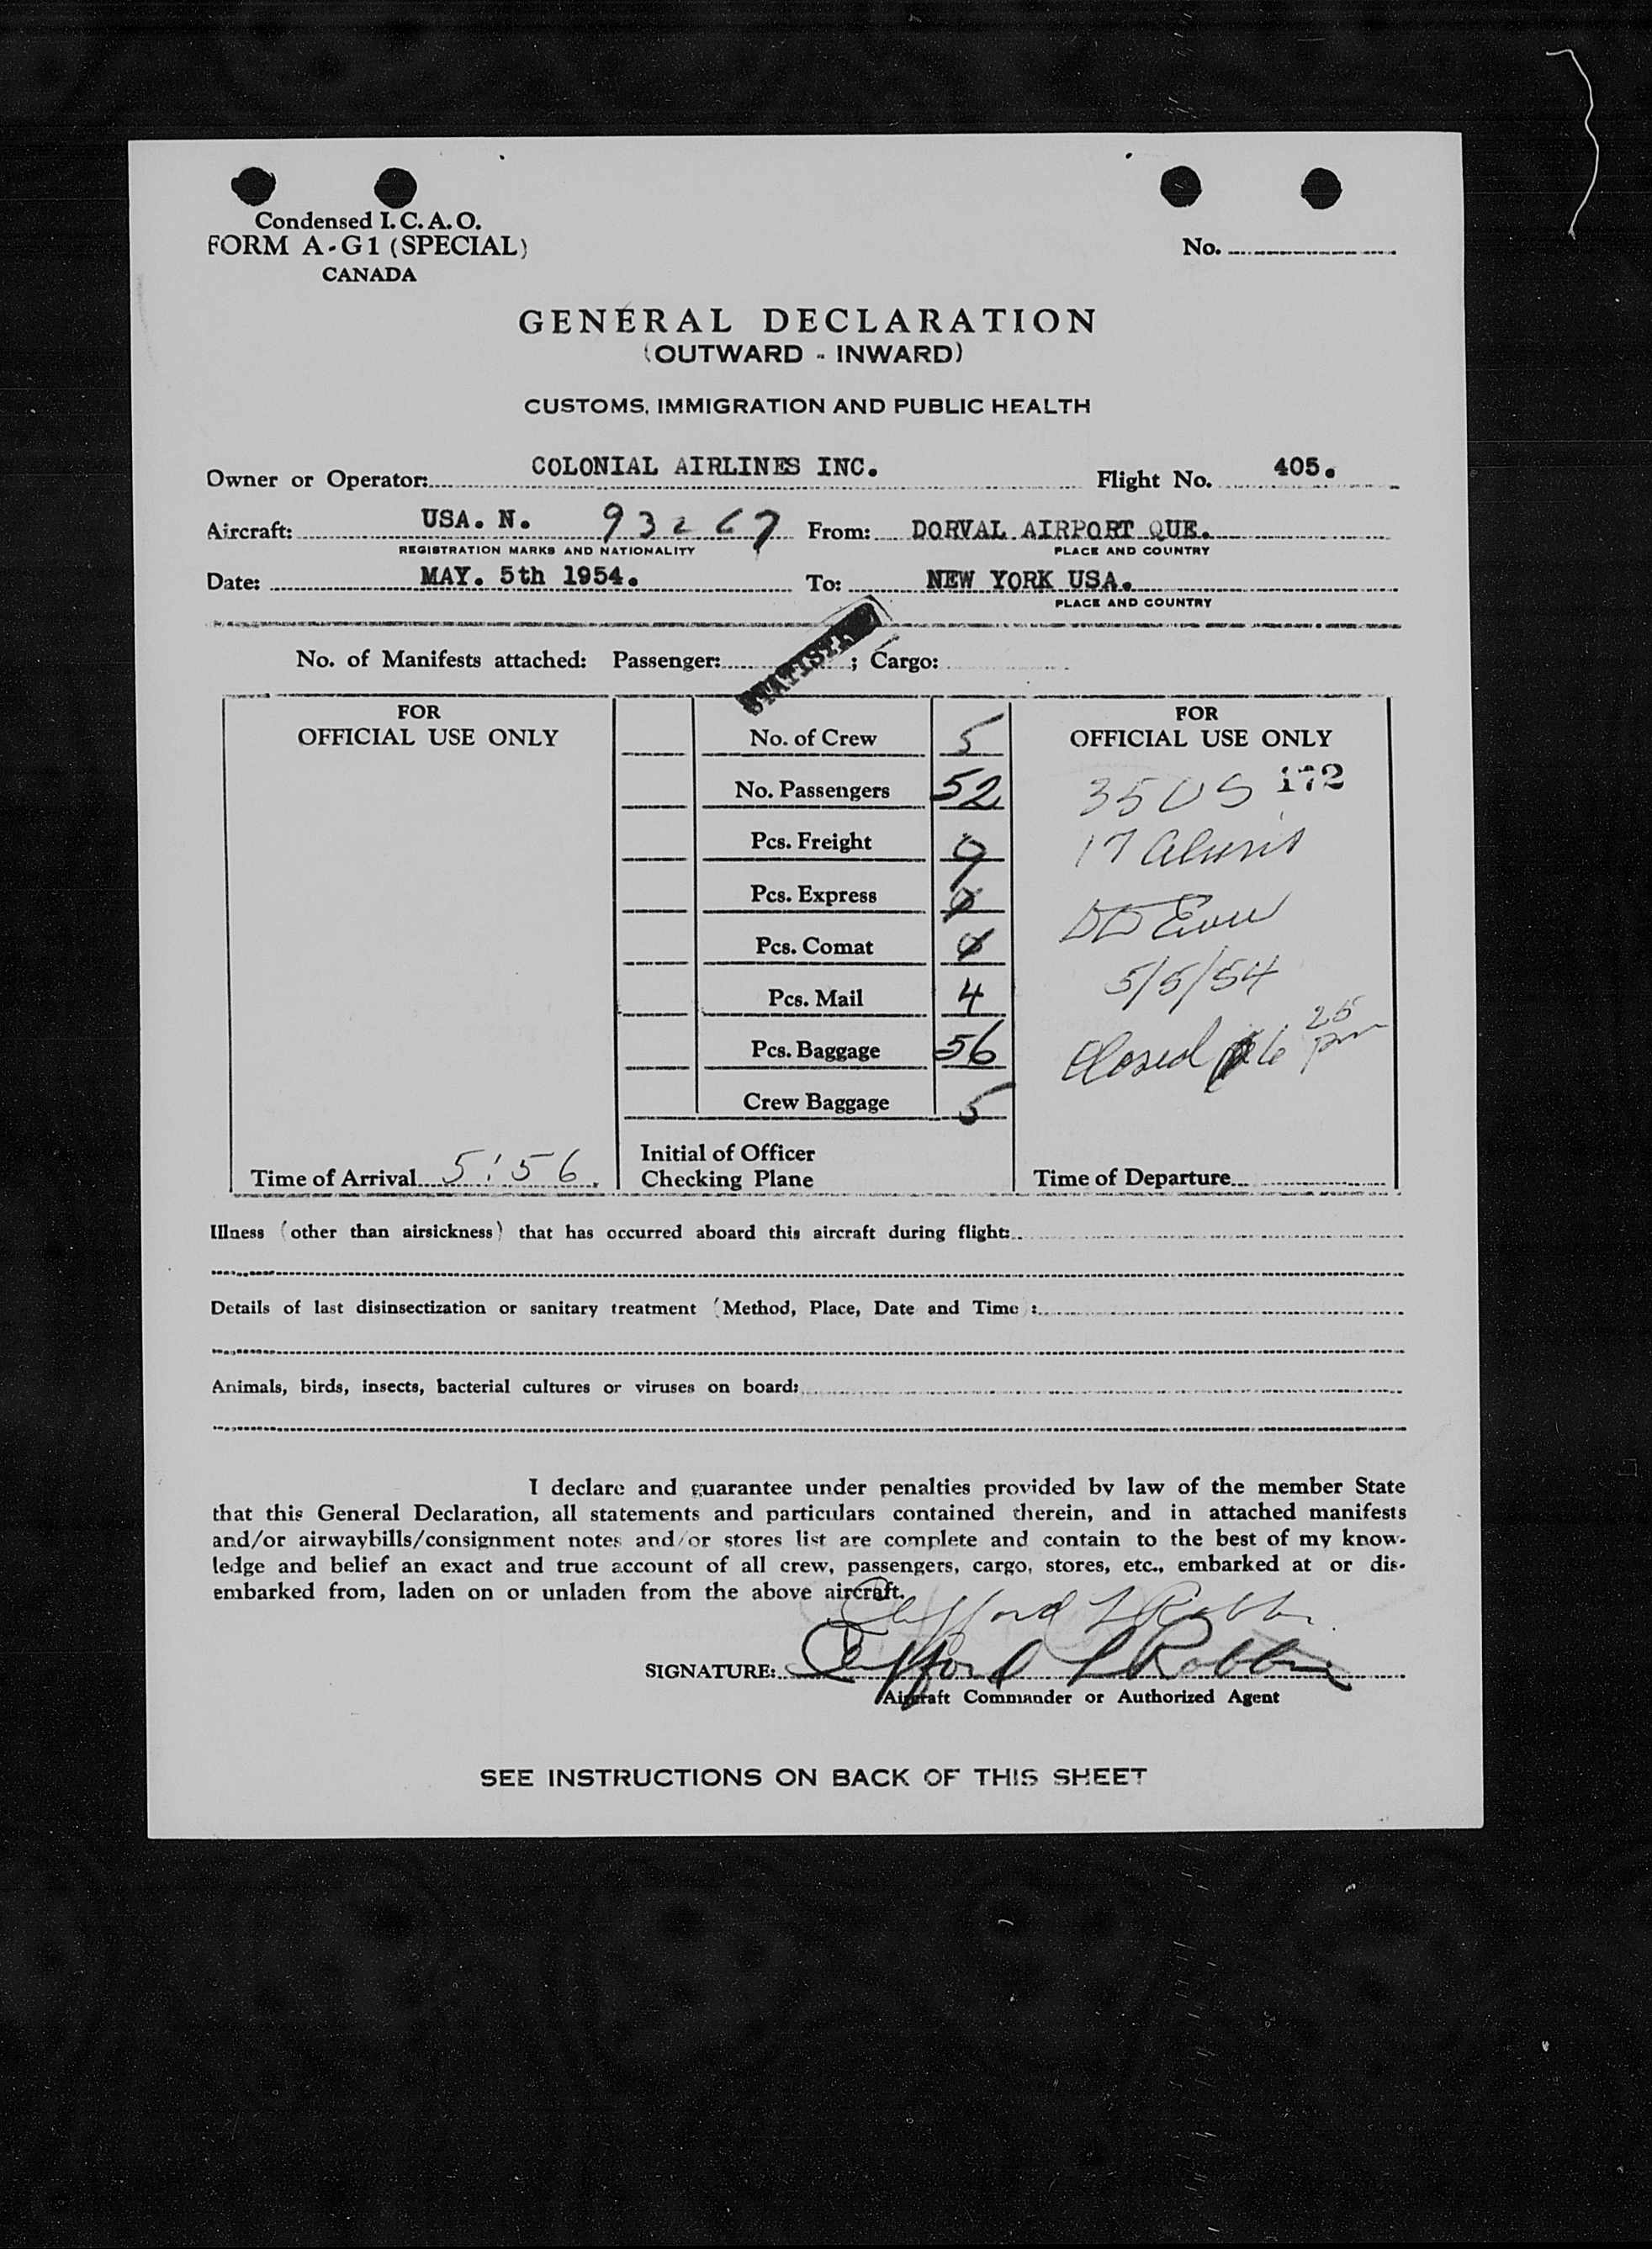 Condensed I. C. A. O.
FORM A-G1 (SPECIAL)
CANADA
No.
GENERAL DECLARATION
(OUTWARD - INWARD)
CUSTOMS, IMMIGRATION AND PUBLIC HEALTH
Owner or Operator: COLONIAL AIRLINES INC. Flight No. 405.
Aircraft: USA. N. 93267 From: DORVAL AIRPORT QUE.
REGISTRATION MARKS AND NATIONALITY PLACE AND COUNTRY
Date: MAY. 5th 1954. To: NEW YORK USA.
PLACE AND COUNTRY
No. of Manifests attached: Passenger: ; Cargo:
FOR
OFFICIAL USE ONLY
Time of Arrival 5:56
No. of Crew 5
No. Passengers 52
Pcs. Freight 9
Pcs. Express 0
Pcs. Comat 0
Pcs. Mail 4
Pcs. Baggage 56
Crew Baggage 5
Initial of Officer
Checking Plane
FOR
OFFICIAL USE ONLY
35 US 172
17 Aliens
5/5/54
Closed 6 25 pm
Time of Departure
Illness (other than airsickness) that has occurred aboard this aircraft during flight:
Details of last disinsectization or sanitary treatment (Method, Place, Date and Time :
Animals, birds, insects, bacterial cultures or viruses on board:
I declare and guarantee under penalties provided by law of the member State
that this General Declaration, all statements and particulars contained therein, and in attached manifests
and/or airwaybills/consignment notes and/or stores list are complete and contain to the best of my know-
ledge and belief an exact and true account of all crew, passengers, cargo, stores, etc., embarked at or dis-
embarked from, laden on or unladen from the above aircraft.
Clifford L Robbins
SIGNATURE: Clifford L Robbins
Aircraft Commander or Authorized Agent
SEE INSTRUCTIONS ON BACK OF THIS SHEET